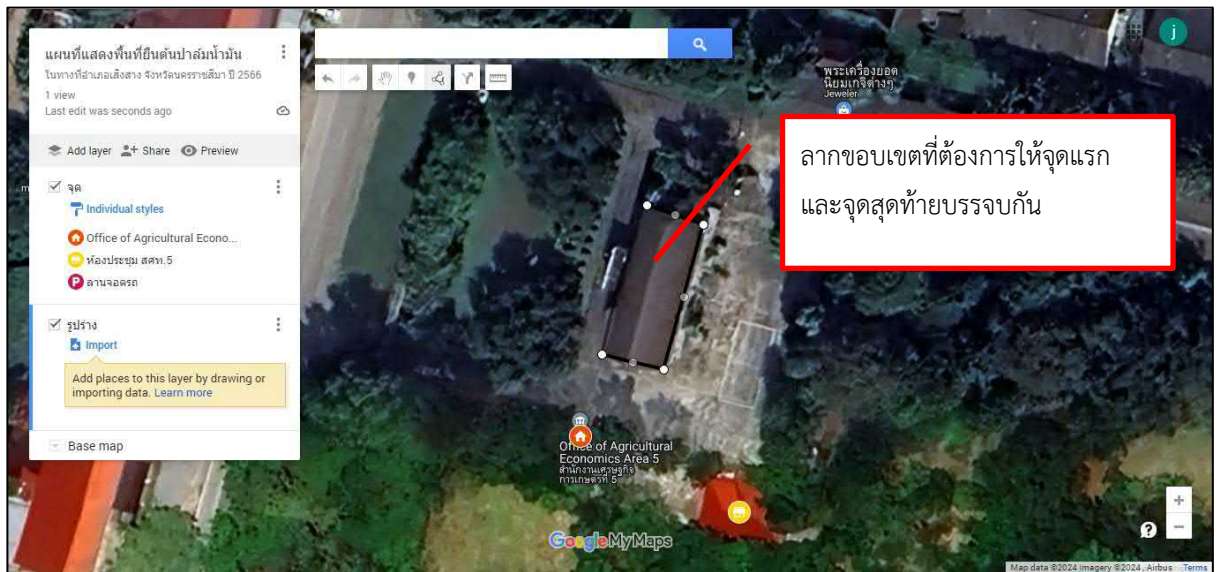 แผนที่แสดงพื้นที่ยืนต้นปาล์มน้ำมัน
ในทางที่อำเภอเสิงสาง จังหวัดนครราชสีมา ปี 2566
1 view
Last edit was seconds ago
Add layer
Share
Preview
จุด
Individual styles
Office of Agricultural Econo...
ห้องประชุม สศท.5
ลานจอดรถ
รูปร่าง
Import
Add places to this layer by drawing or
importing data. Learn more
Base map
j
พระเครื่องยอด
นิยมเกจิต่างๆ
Jeweler
ลากขอบเขตที่ต้องการให้จุดแรก
และจุดสุดท้ายบรรจบกัน
Office of Agricultural
Economics Area 5
สำนักงานเศรษฐกิจ
การเกษตรที่ 5
Google My Maps
Map data ©2024 Imagery ©2024 , Airbus
Terms